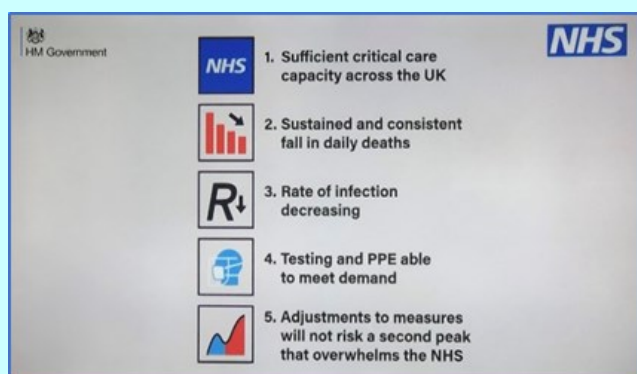 HM Government
NHS
NHS
1. Sufficient critical care
capacity across the UK
2. Sustained and consistent
fall in daily deaths
R
3. Rate of infection
decreasing
4. Testing and PPE able
to meet demand
5. Adjustments to measures
will not risk a second peak
that overwhelms the NHS